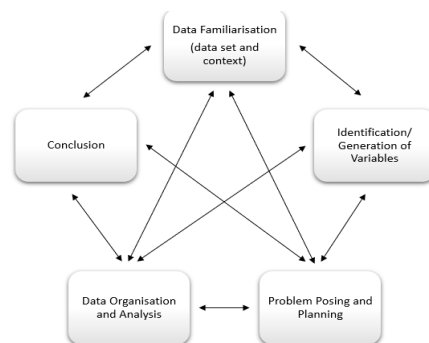 Data Familiarisation
(data set and
context)
Conclusion
Identification/
Generation of
Variables
Data Organisation
and Analysis
Problem Posing and
Planning